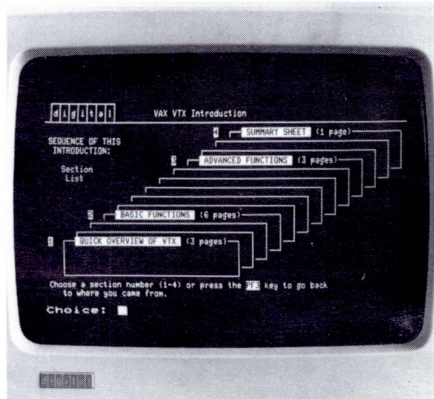 digital
VAX VTX Introduction
SEQUENCE OF THIS
INTRODUCTION:
Section
List
4 SUMMARY SHEET (1 page)
3 ADVANCED FUNCTIONS (3 pages)
2 BASIC FUNCTIONS (6 pages)
1 QUICK OVERVIEW OF VTX (3 pages)
Choose a section number (1-4) or press the PF3 key to go back
to where you came from.
Choice:
digital